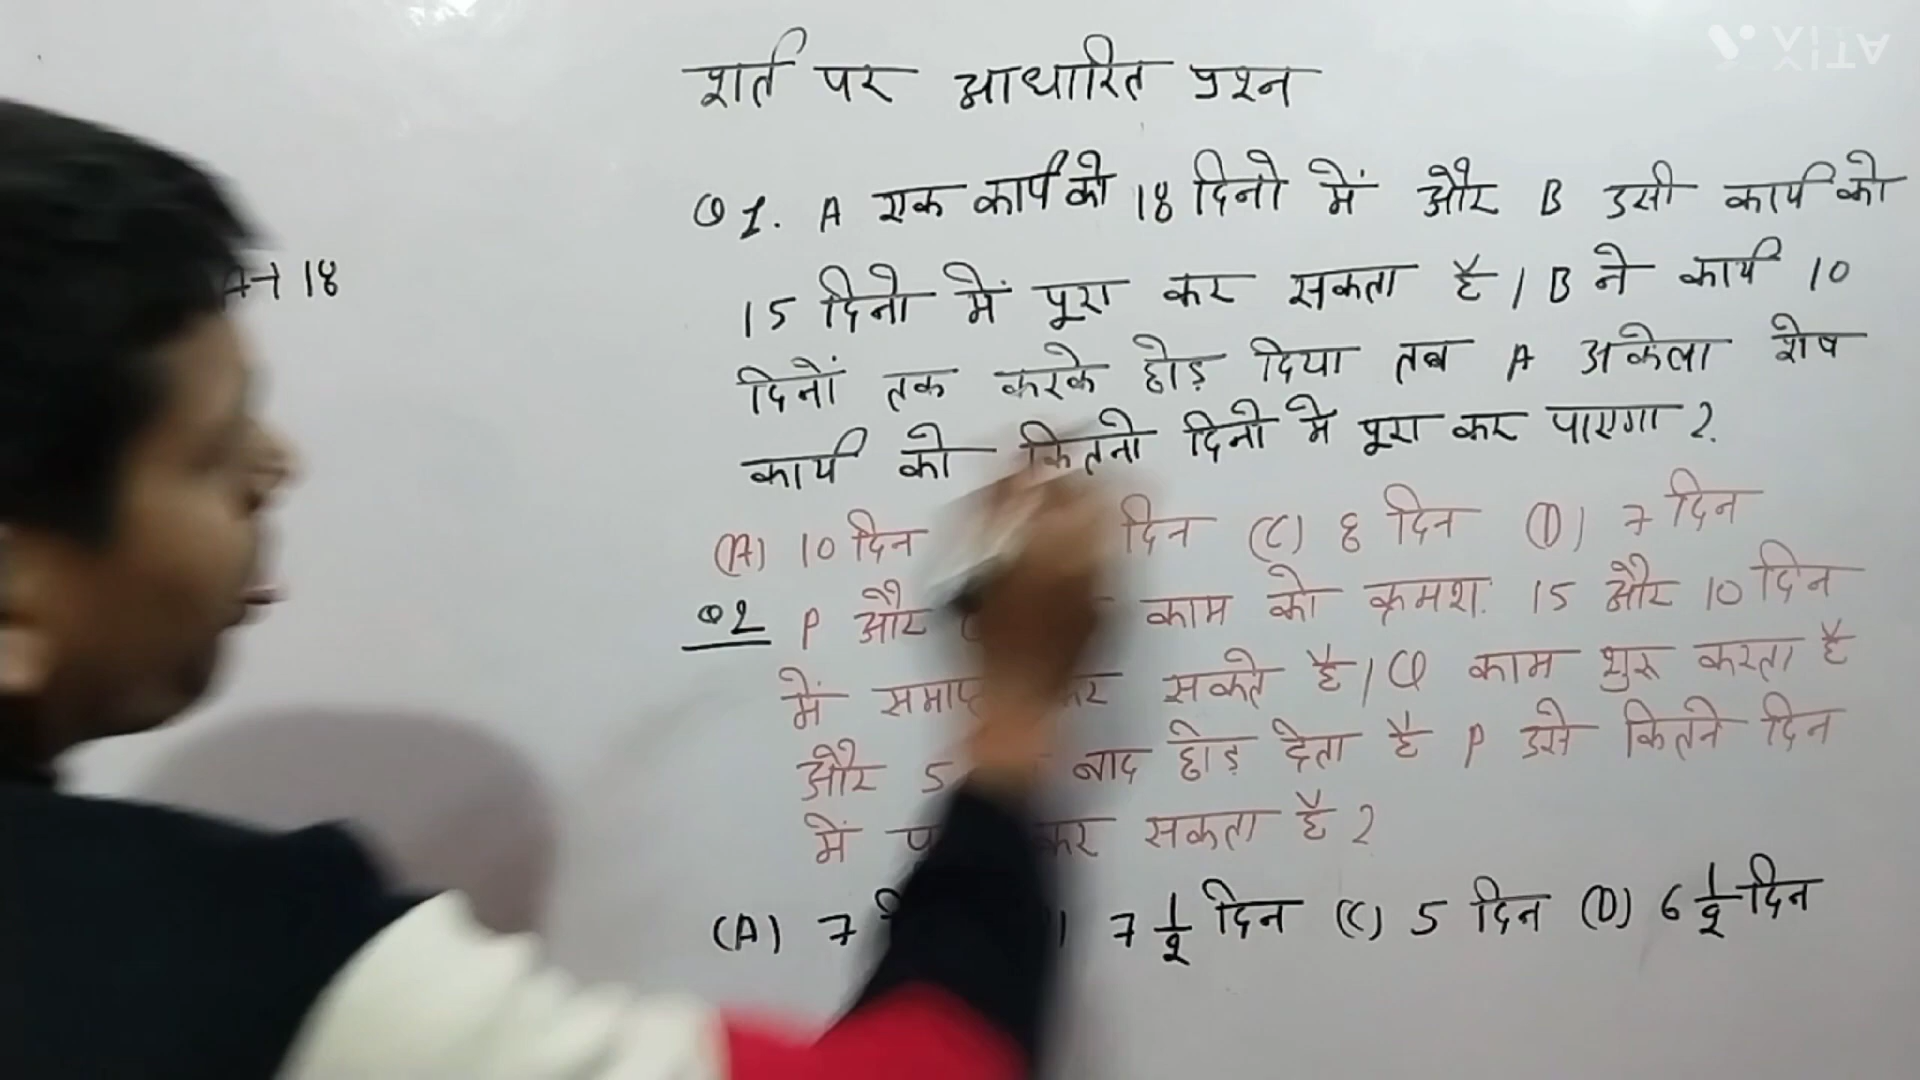 शर्त पर आधारित प्रश्न
Q1. A एक कार्य को 18 दिनो में और B उसी कार्य को
A→ 18
15 दिनो में पूरा कर सकता है। B ने कार्य 10
दिनों तक करके छोड़ दिया तब A अकेला शेष
कार्य को कितनो दिनो मे पूरा कर पाएगा ?
(A) 10 दिन दिन (C) 8 दिन (D) 7 दिन
Q2 P और काम को क्रमश. 15 और 10 दिन
में कर सकते है। Q काम शुरू करता है
और 5 बाद छोड़ देता है P उसे कितने दिन
में कर सकता है ?
(A) 7 7 1/2 दिन (C) 5 दिन (D) 6 1/2 दिन